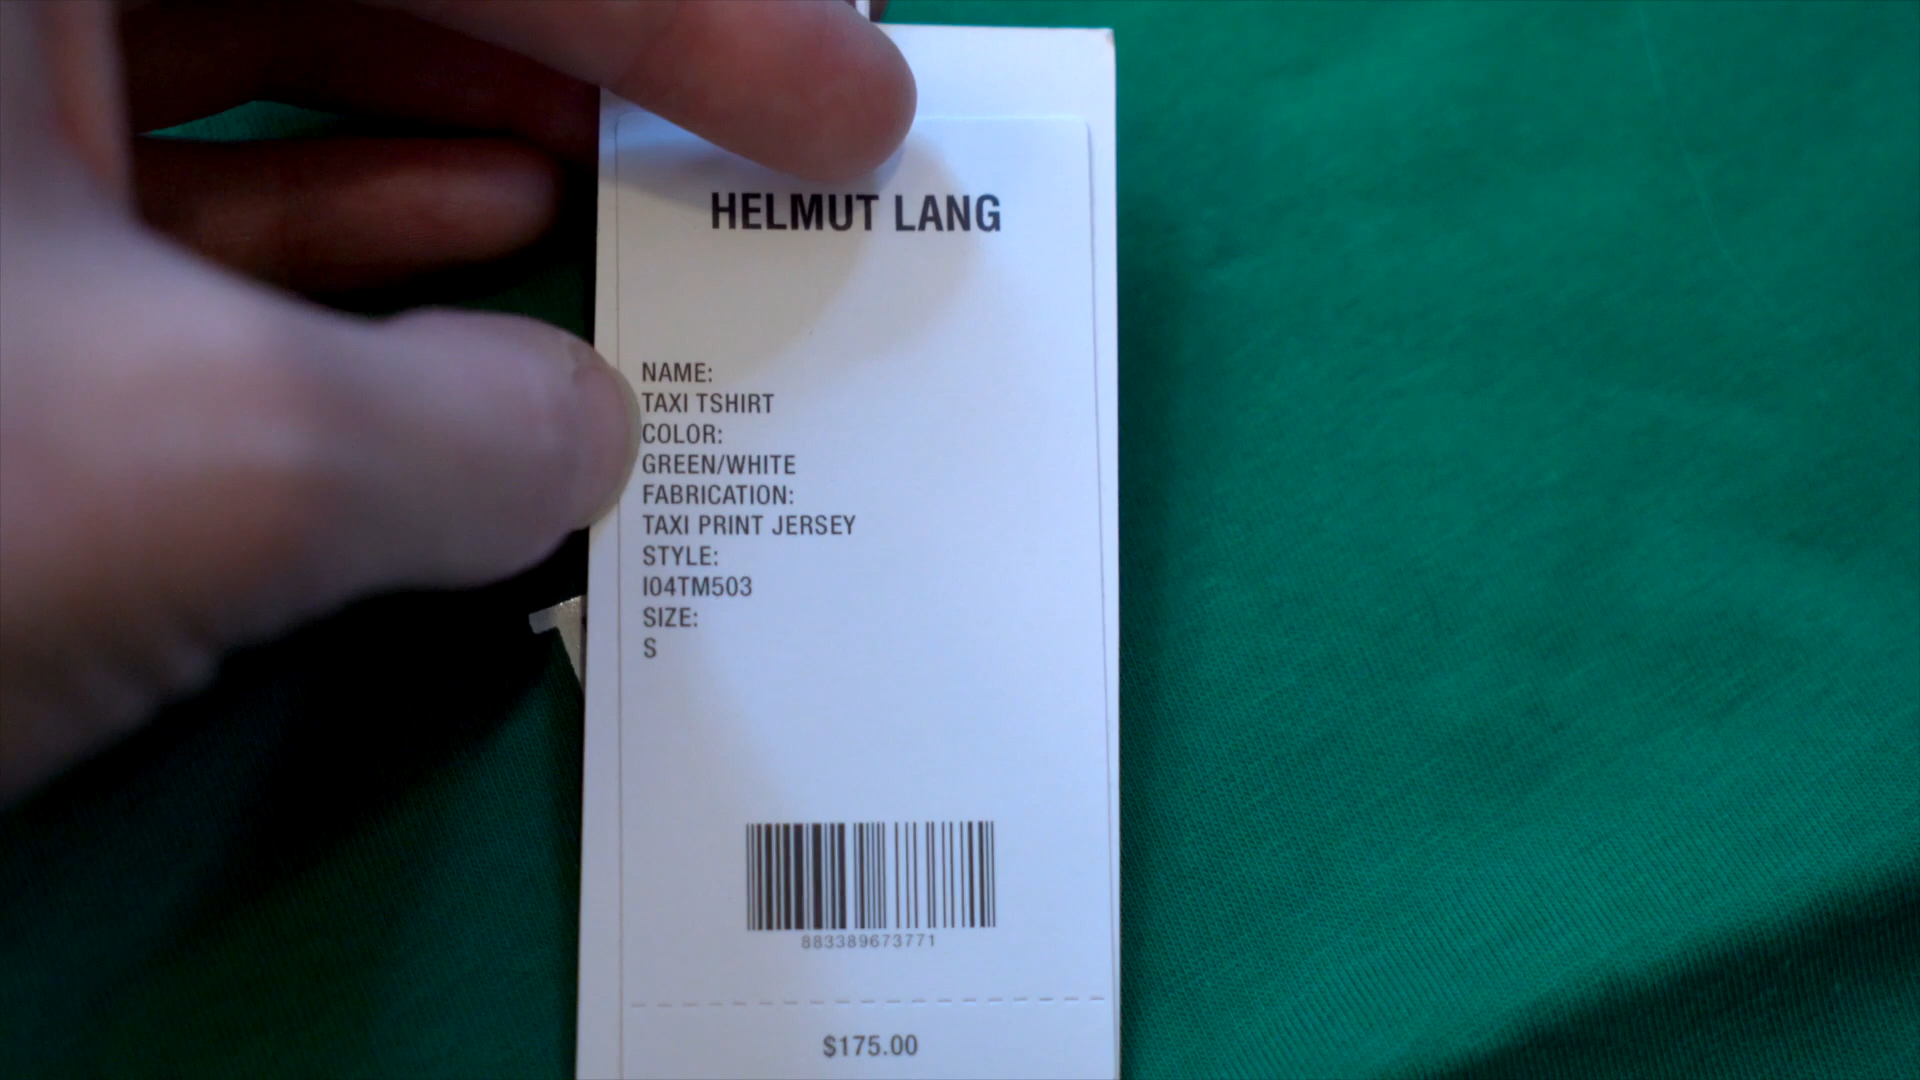 HELMUT LANG
NAME:
TAXI TSHIRT
COLOR:
GREEN/WHITE
FABRICATION:
TAXI PRINT JERSEY
STYLE:
I04TM503
SIZE:
S
883389673771
$175.00